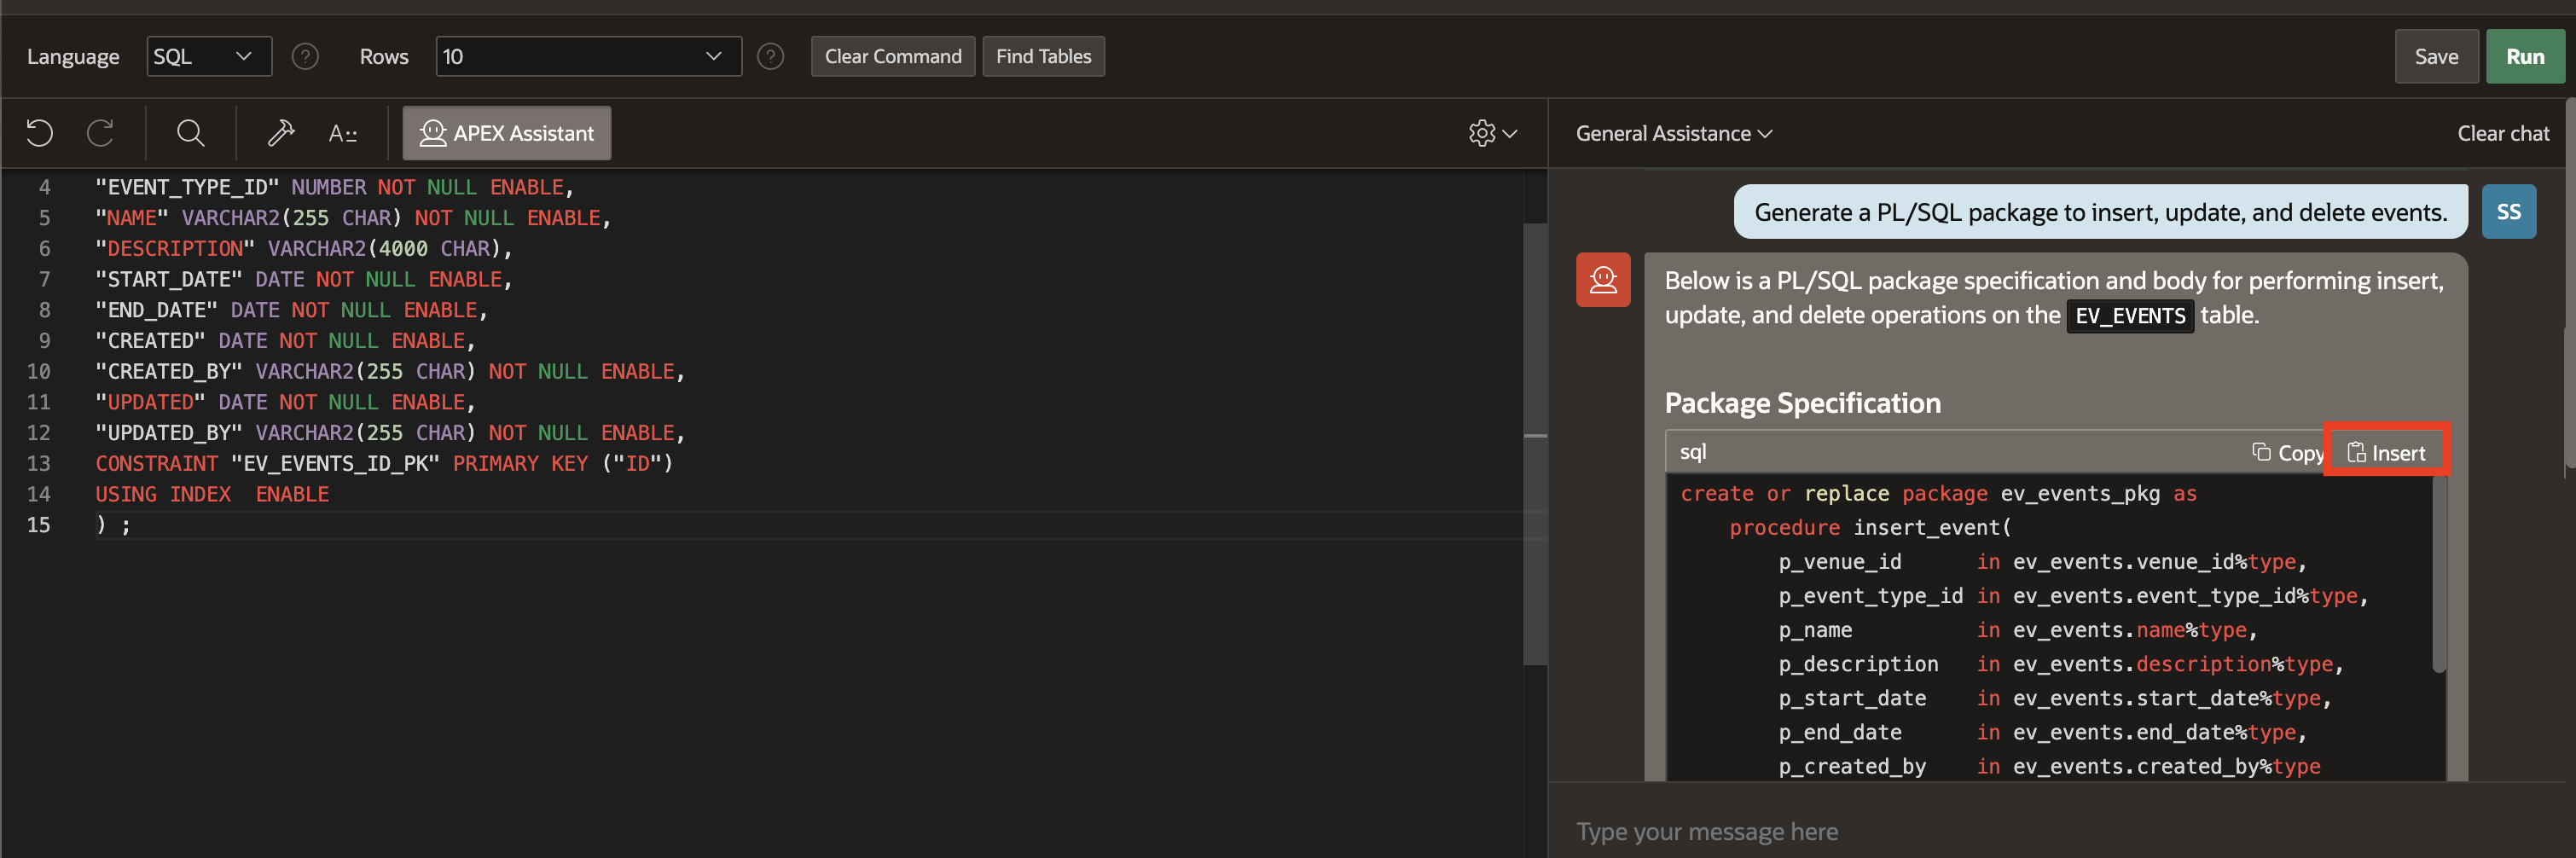 Language SQL Rows 10 Clear Command Find Tables Save Run
APEX Assistant
4 "EVENT_TYPE_ID" NUMBER NOT NULL ENABLE,
5 "NAME" VARCHAR2(255 CHAR) NOT NULL ENABLE,
6 "DESCRIPTION" VARCHAR2(4000 CHAR),
7 "START_DATE" DATE NOT NULL ENABLE,
8 "END_DATE" DATE NOT NULL ENABLE,
9 "CREATED" DATE NOT NULL ENABLE,
10 "CREATED_BY" VARCHAR2(255 CHAR) NOT NULL ENABLE,
11 "UPDATED" DATE NOT NULL ENABLE,
12 "UPDATED_BY" VARCHAR2(255 CHAR) NOT NULL ENABLE,
13 CONSTRAINT "EV_EVENTS_ID_PK" PRIMARY KEY ("ID")
14 USING INDEX  ENABLE
15 ) ;
General Assistance Clear chat
Generate a PL/SQL package to insert, update, and delete events. SS
Below is a PL/SQL package specification and body for performing insert,
update, and delete operations on the EV_EVENTS table.
Package Specification
sql Copy Insert
create or replace package ev_events_pkg as
    procedure insert_event(
        p_venue_id      in ev_events.venue_id%type,
        p_event_type_id in ev_events.event_type_id%type,
        p_name          in ev_events.name%type,
        p_description   in ev_events.description%type,
        p_start_date    in ev_events.start_date%type,
        p_end_date      in ev_events.end_date%type,
        p_created_by    in ev_events.created_by%type
Type your message here